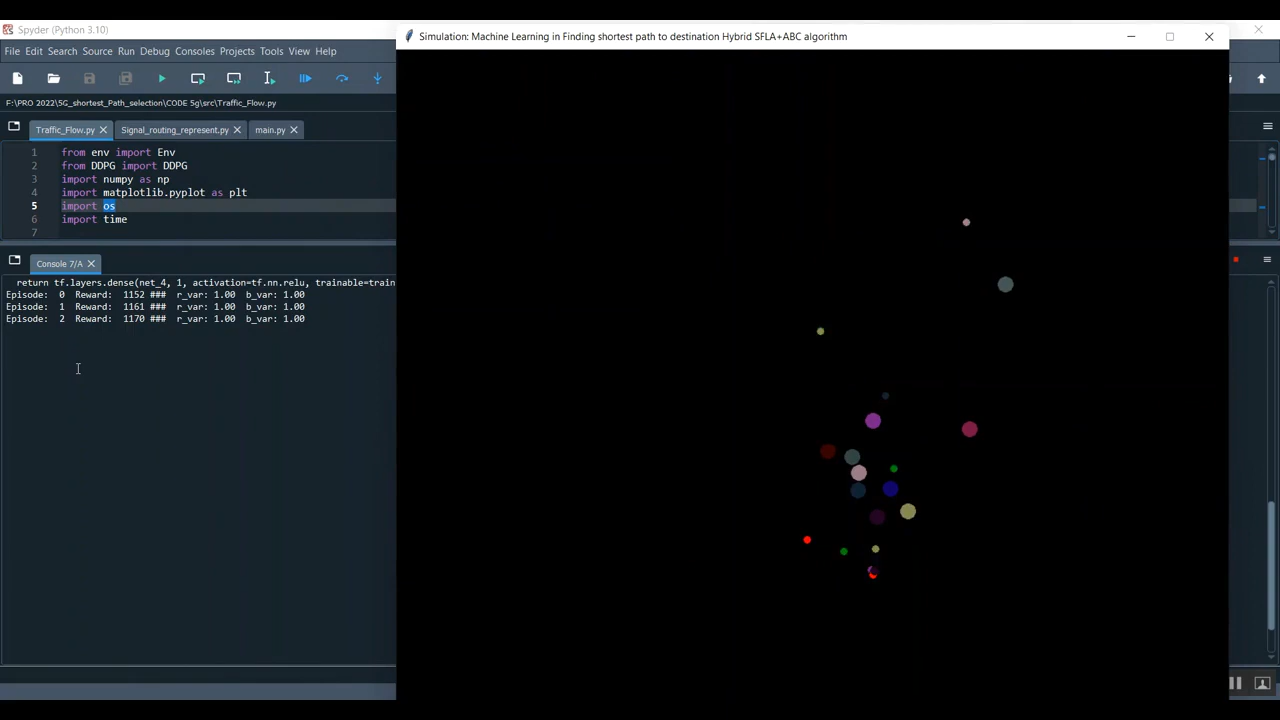 Spyder (Python 3.10)
Simulation: Machine Learning in Finding shortest path to destination Hybrid SFLA+ABC algorithm
File Edit Search Source Run Debug Consoles Projects Tools View Help
F:\PRO 2022\5G_shortest_Path_selection\CODE 5g\src\Traffic_Flow.py
Traffic_Flow.py Signal_routing_represent.py main.py
1 from env import Env
2 from DDPG import DDPG
3 import numpy as np
4 import matplotlib.pyplot as plt
5 import os
6 import time
7
Console 7/A
return tf.layers.dense(net_4, 1, activation=tf.nn.relu, trainable=train
Episode: 0 Reward: 1152 ### r_var: 1.00 b_var: 1.00
Episode: 1 Reward: 1161 ### r_var: 1.00 b_var: 1.00
Episode: 2 Reward: 1170 ### r_var: 1.00 b_var: 1.00